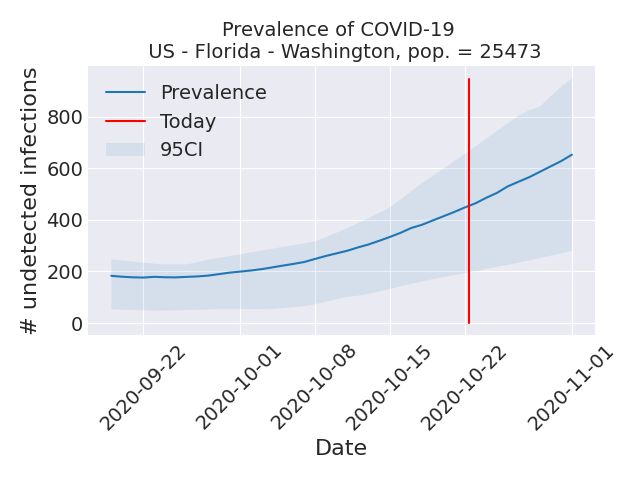 Prevalence of COVID-19
US - Florida - Washington, pop. = 25473
Prevalence
Today
95CI
# undetected infections
800
600
400
200
0
2020-09-22
2020-10-01
2020-10-08
2020-10-15
2020-10-22
2020-11-01
Date